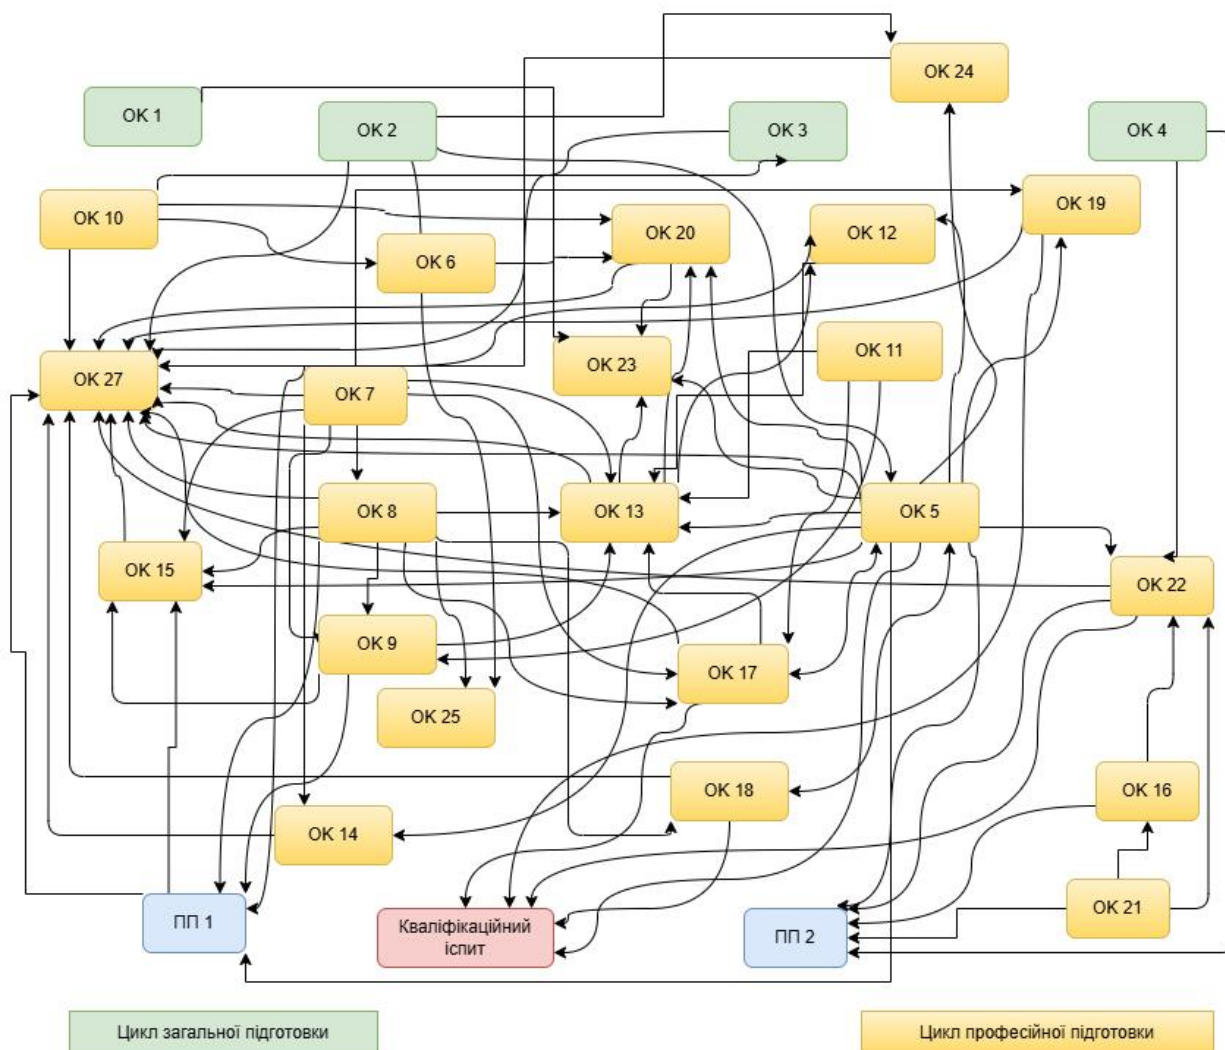 ОК 24
ОК 1
ОК 2
ОК 3
ОК 4
ОК 10
ОК 19
ОК 20
ОК 12
ОК 6
ОК 11
ОК 23
ОК 27
ОК 7
ОК 8
ОК 13
ОК 5
ОК 15
ОК 22
ОК 9
ОК 17
ОК 25
ОК 18
ОК 16
ОК 14
ОК 21
ПП 1
Кваліфікаційний
іспит
ПП 2
Цикл загальної підготовки
Цикл професійної підготовки